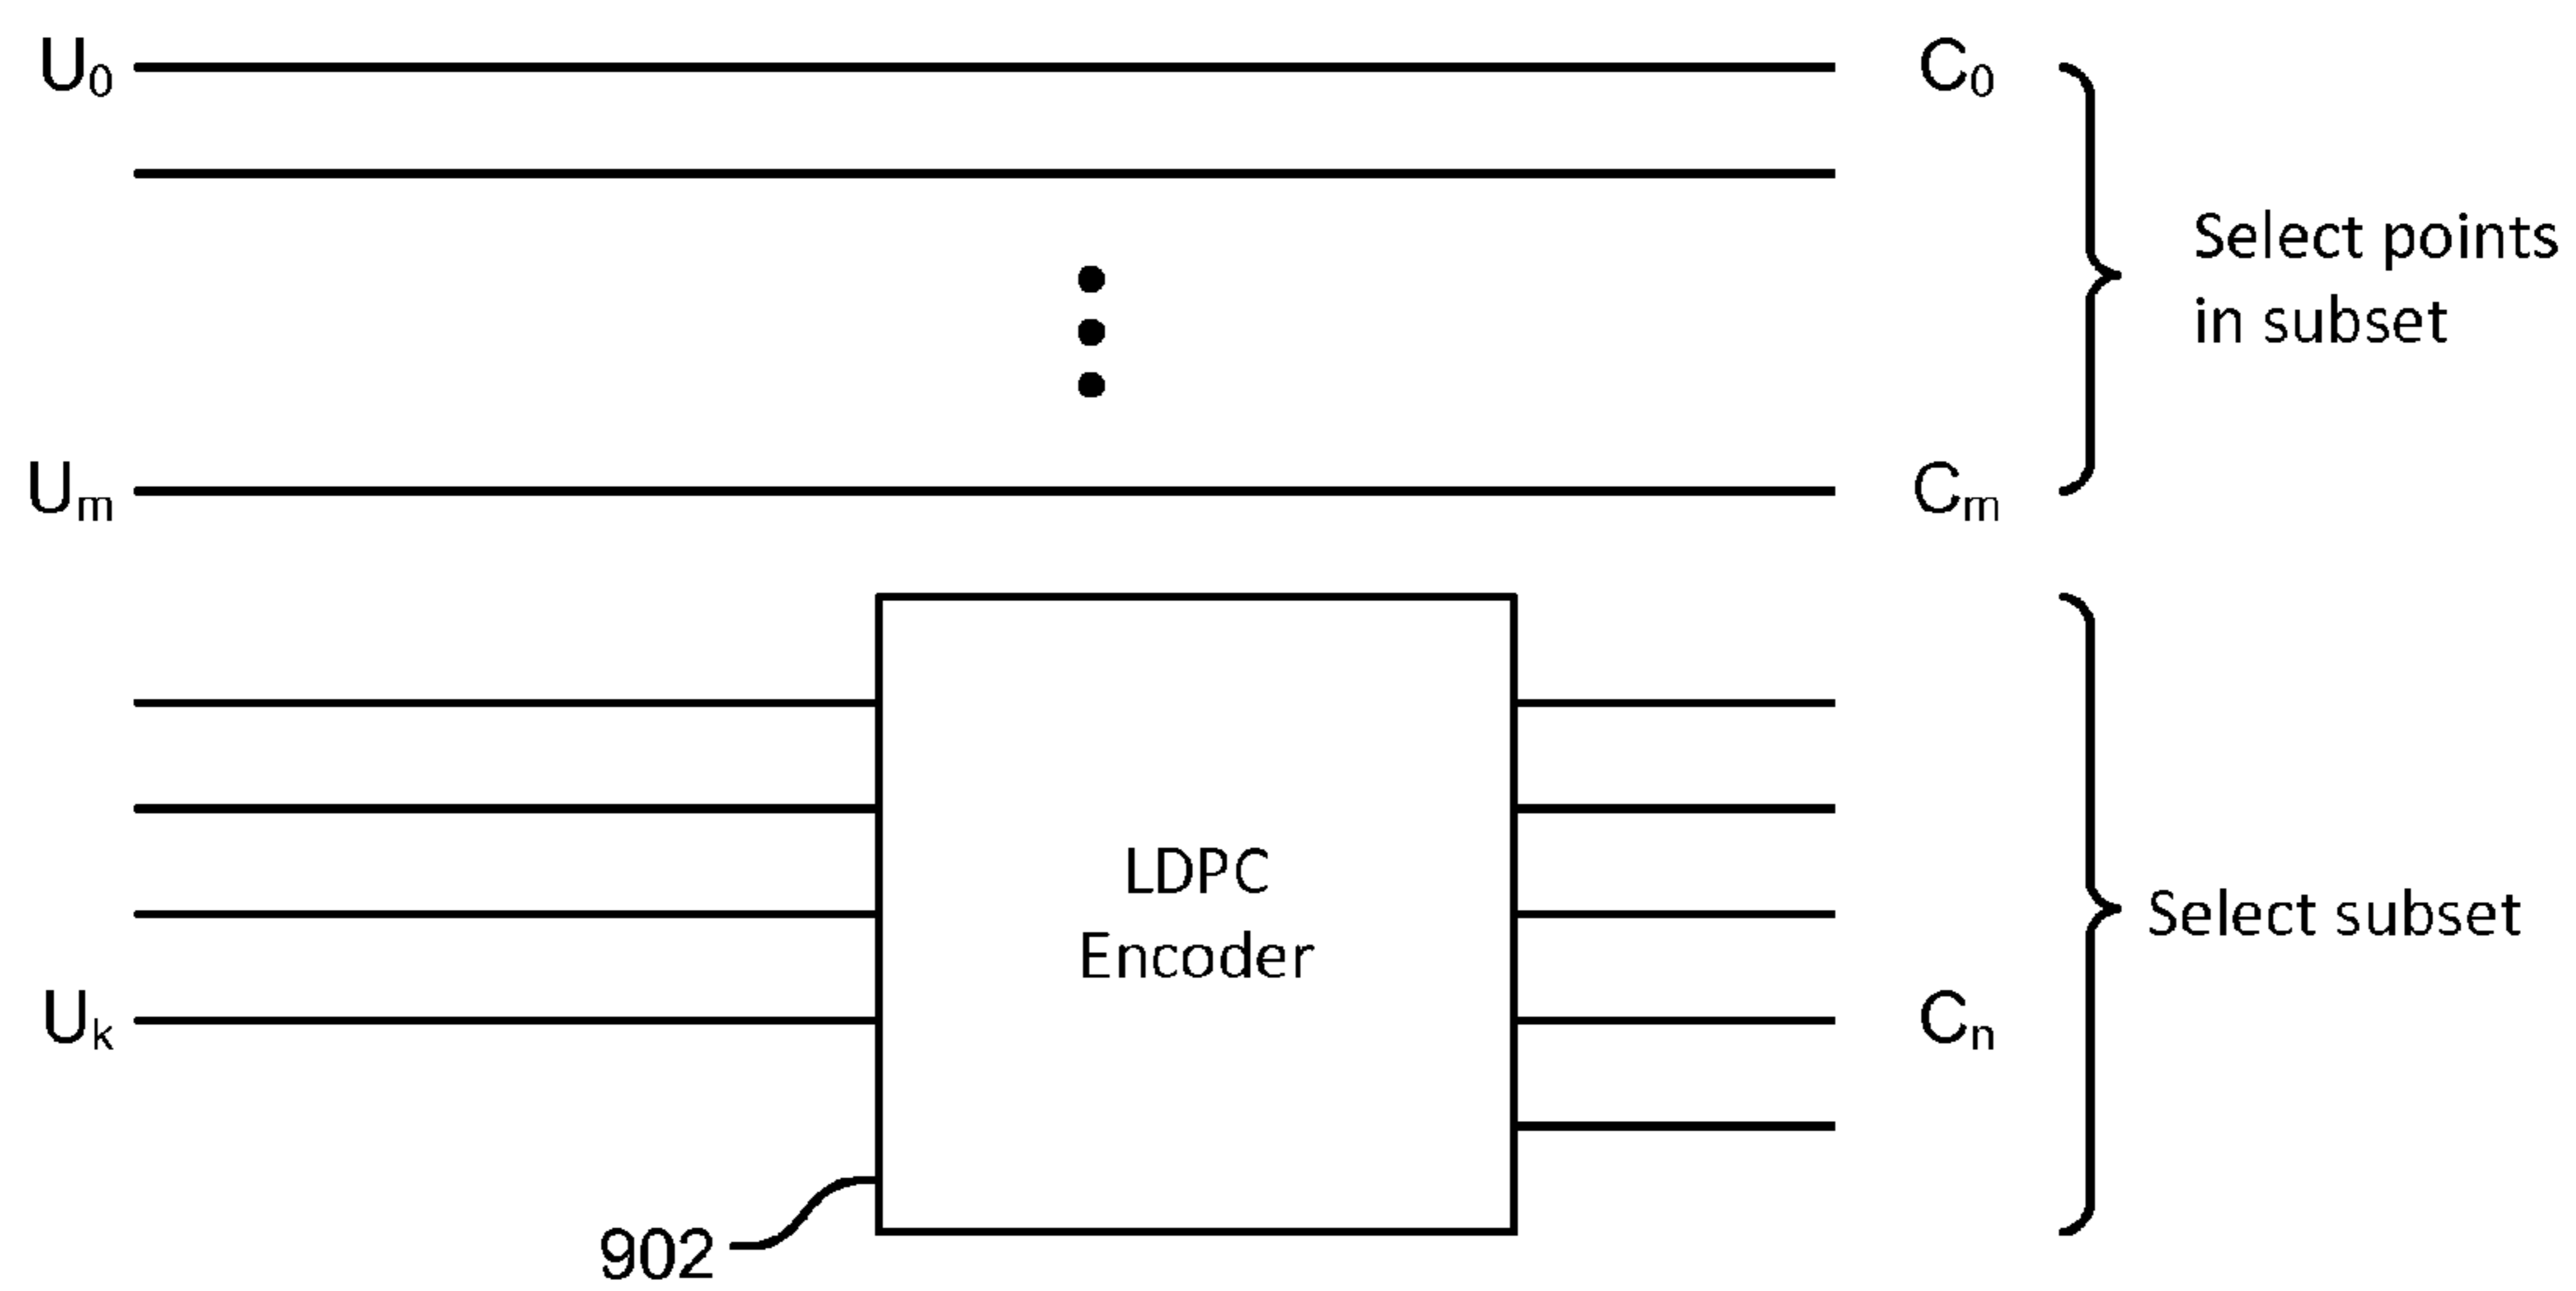 U0 C0
Select points
in subset
Um Cm
LDPC
Encoder
Select subset
Uk Cn
902